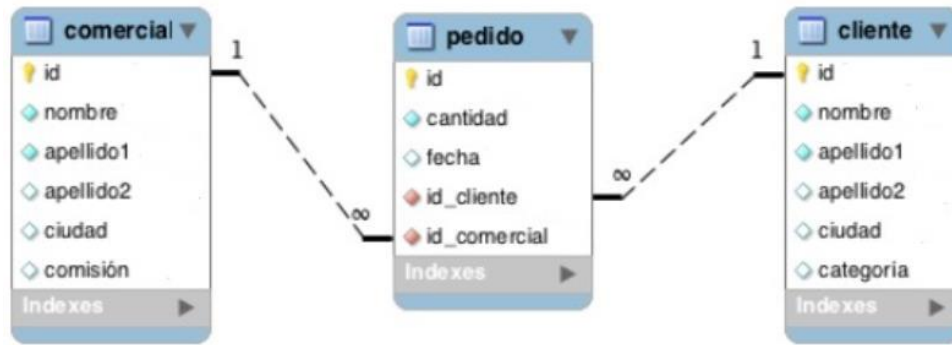 comercial
id
nombre
apellido1
apellido2
ciudad
comisión
Indexes
1
∞
pedido
id
cantidad
fecha
id_cliente
id_comercial
Indexes
1
∞
cliente
id
nombre
apellido1
apellido2
ciudad
categoría
Indexes